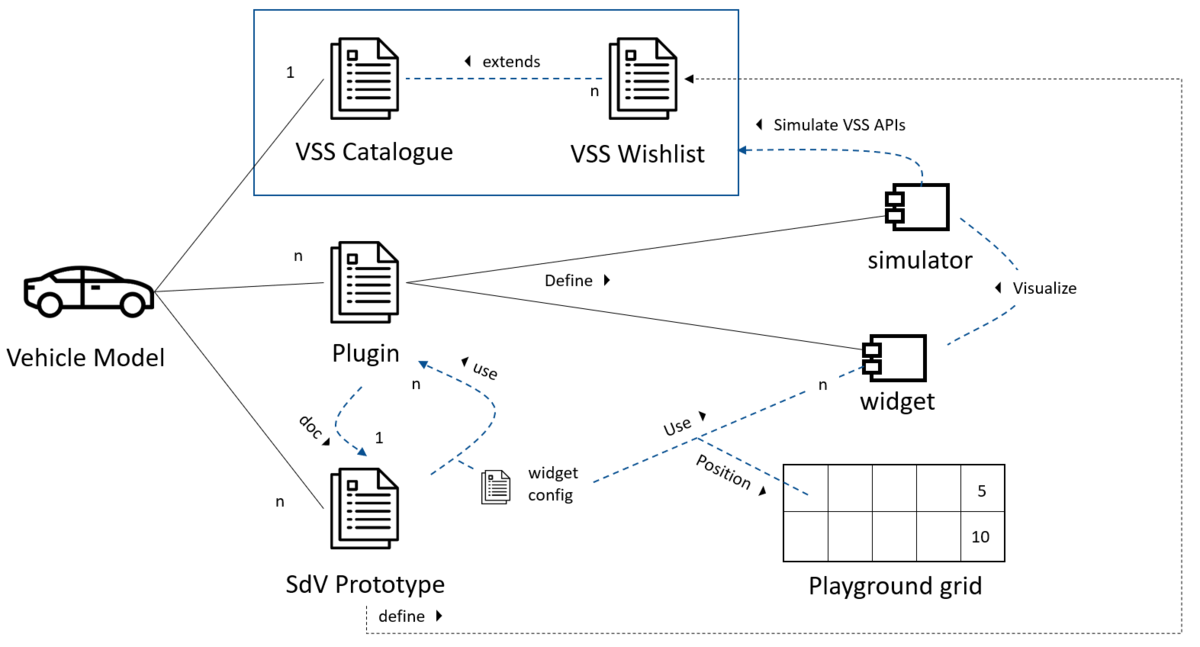 1
◄ extends
n
VSS Catalogue
VSS Wishlist
◄ Simulate VSS APIs
n
simulator
Define ►
◄ Visualize
Vehicle Model
Plugin
◄ use
n
n
widget
doc ►
1
Use ►
widget
config
Position ►
n
5
10
SdV Prototype
Playground grid
define ►